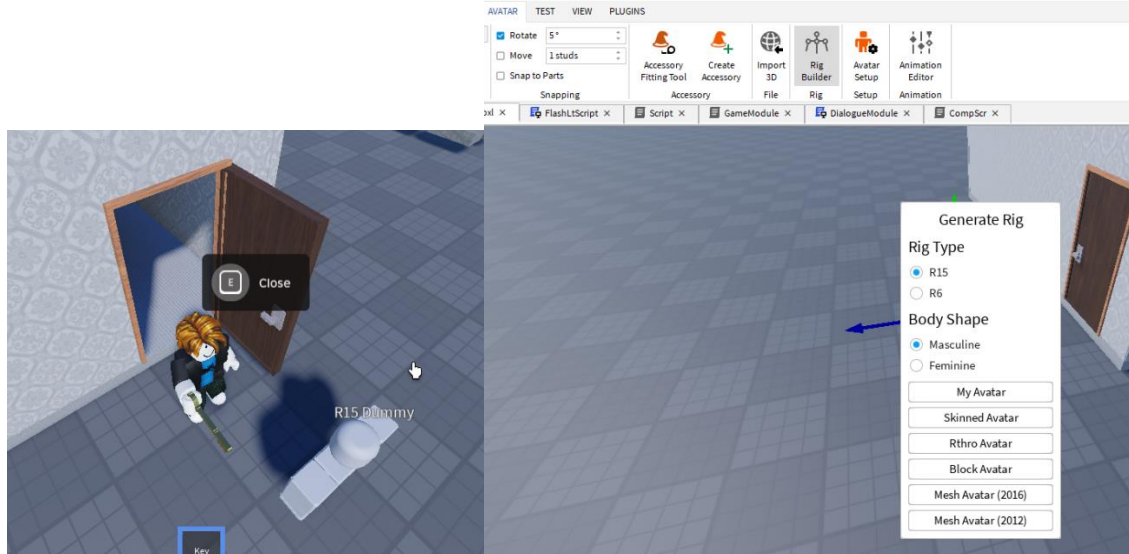 AVATAR TEST VIEW PLUGINS
Rotate 5°
Move 1 studs
Snap to Parts
Snapping
Accessory Fitting Tool
Create Accessory
Accessory
Import 3D
File
Rig Builder
Rig
Avatar Setup
Setup
Animation Editor
Animation
FlashLtScript × Script × GameModule × DialogueModule × CompScr ×
E Close
R15 Dummy
Key
Generate Rig
Rig Type
R15
R6
Body Shape
Masculine
Feminine
My Avatar
Skinned Avatar
Rthro Avatar
Block Avatar
Mesh Avatar (2016)
Mesh Avatar (2012)